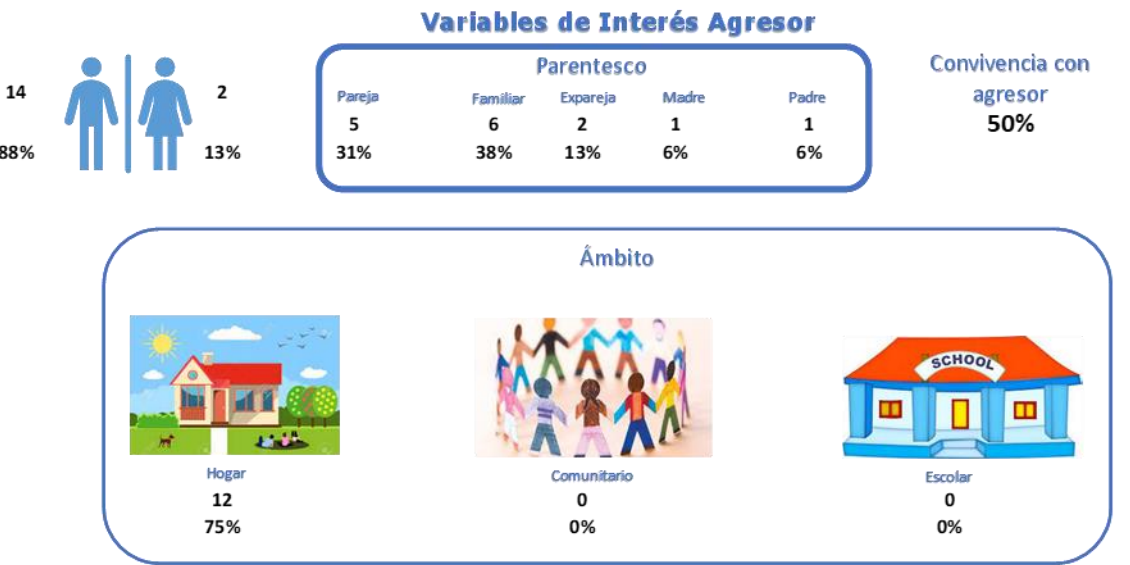 Variables de Interés Agresor
14
2
88%
13%
Parentesco
Pareja Familiar Expareja Madre Padre
5 6 2 1 1
31% 38% 13% 6% 6%
Convivencia con
agresor
50%
Ámbito
SCHOOL
Hogar Comunitario Escolar
12 0 0
75% 0% 0%